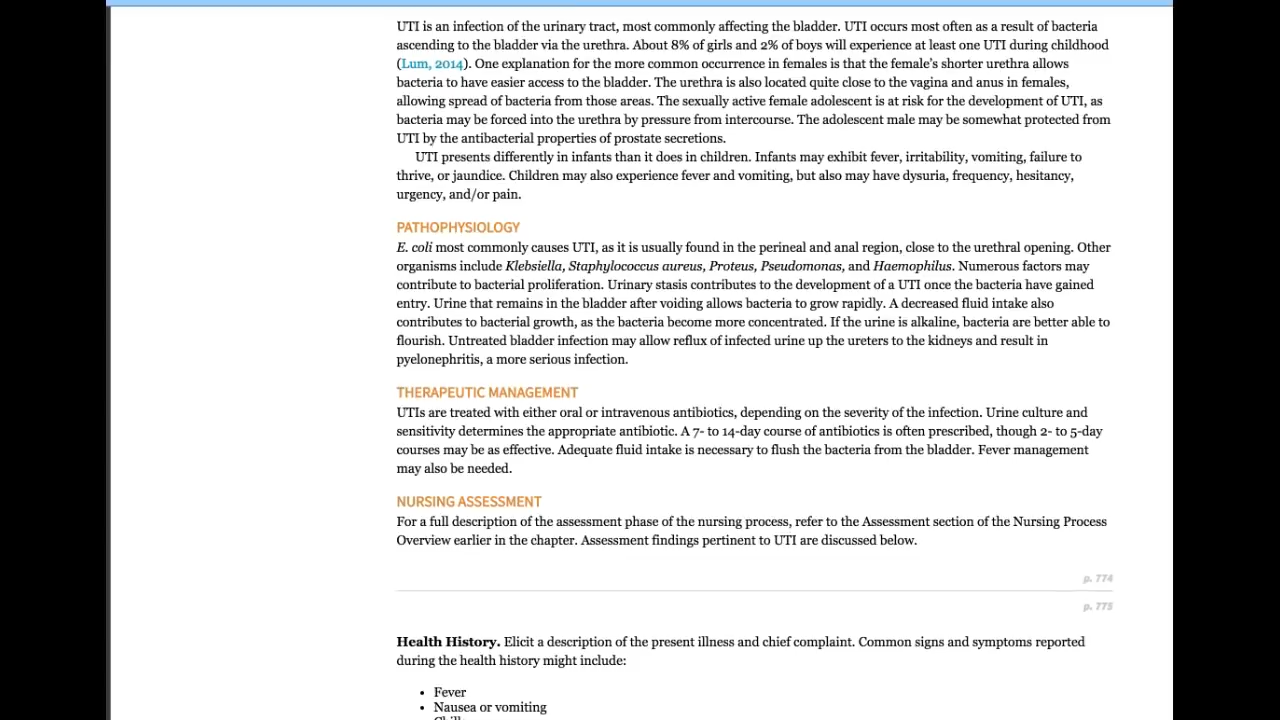 UTI is an infection of the urinary tract, most commonly affecting the bladder. UTI occurs most often as a result of bacteria
ascending to the bladder via the urethra. About 8% of girls and 2% of boys will experience at least one UTI during childhood
(Lum, 2014). One explanation for the more common occurrence in females is that the female's shorter urethra allows
bacteria to have easier access to the bladder. The urethra is also located quite close to the vagina and anus in females,
allowing spread of bacteria from those areas. The sexually active female adolescent is at risk for the development of UTI, as
bacteria may be forced into the urethra by pressure from intercourse. The adolescent male may be somewhat protected from
UTI by the antibacterial properties of prostate secretions.
UTI presents differently in infants than it does in children. Infants may exhibit fever, irritability, vomiting, failure to
thrive, or jaundice. Children may also experience fever and vomiting, but also may have dysuria, frequency, hesitancy,
urgency, and/or pain.
PATHOPHYSIOLOGY
E. coli most commonly causes UTI, as it is usually found in the perineal and anal region, close to the urethral opening. Other
organisms include Klebsiella, Staphylococcus aureus, Proteus, Pseudomonas, and Haemophilus. Numerous factors may
contribute to bacterial proliferation. Urinary stasis contributes to the development of a UTI once the bacteria have gained
entry. Urine that remains in the bladder after voiding allows bacteria to grow rapidly. A decreased fluid intake also
contributes to bacterial growth, as the bacteria become more concentrated. If the urine is alkaline, bacteria are better able to
flourish. Untreated bladder infection may allow reflux of infected urine up the ureters to the kidneys and result in
pyelonephritis, a more serious infection.
THERAPEUTIC MANAGEMENT
UTIs are treated with either oral or intravenous antibiotics, depending on the severity of the infection. Urine culture and
sensitivity determines the appropriate antibiotic. A 7- to 14-day course of antibiotics is often prescribed, though 2- to 5-day
courses may be as effective. Adequate fluid intake is necessary to flush the bacteria from the bladder. Fever management
may also be needed.
NURSING ASSESSMENT
For a full description of the assessment phase of the nursing process, refer to the Assessment section of the Nursing Process
Overview earlier in the chapter. Assessment findings pertinent to UTI are discussed below.
p. 774
p. 775
Health History. Elicit a description of the present illness and chief complaint. Common signs and symptoms reported
during the health history might include:
• Fever
• Nausea or vomiting